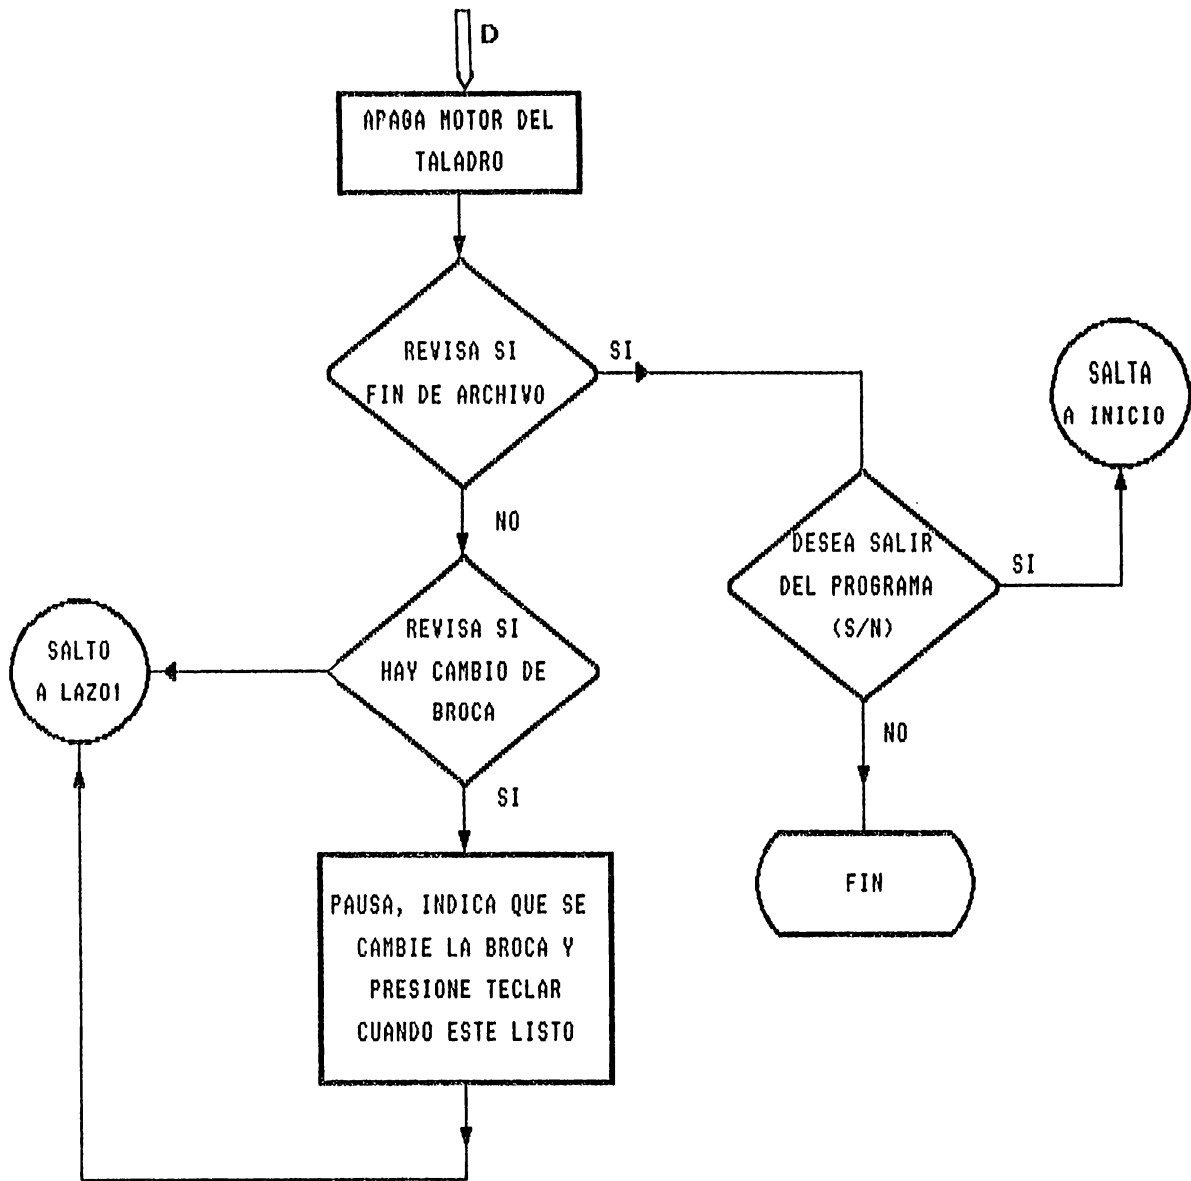 D
APAGA MOTOR DEL
TALADRO
REVISA SI
FIN DE ARCHIVO
SI
SALTA
A INICIO
NO
DESEA SALIR
DEL PROGRAMA
(S/N)
SI
SALTO
A LAZO1
REVISA SI
HAY CAMBIO DE
BROCA
NO
SI
FIN
PAUSA, INDICA QUE SE
CAMBIE LA BROCA Y
PRESIONE TECLAR
CUANDO ESTE LISTO